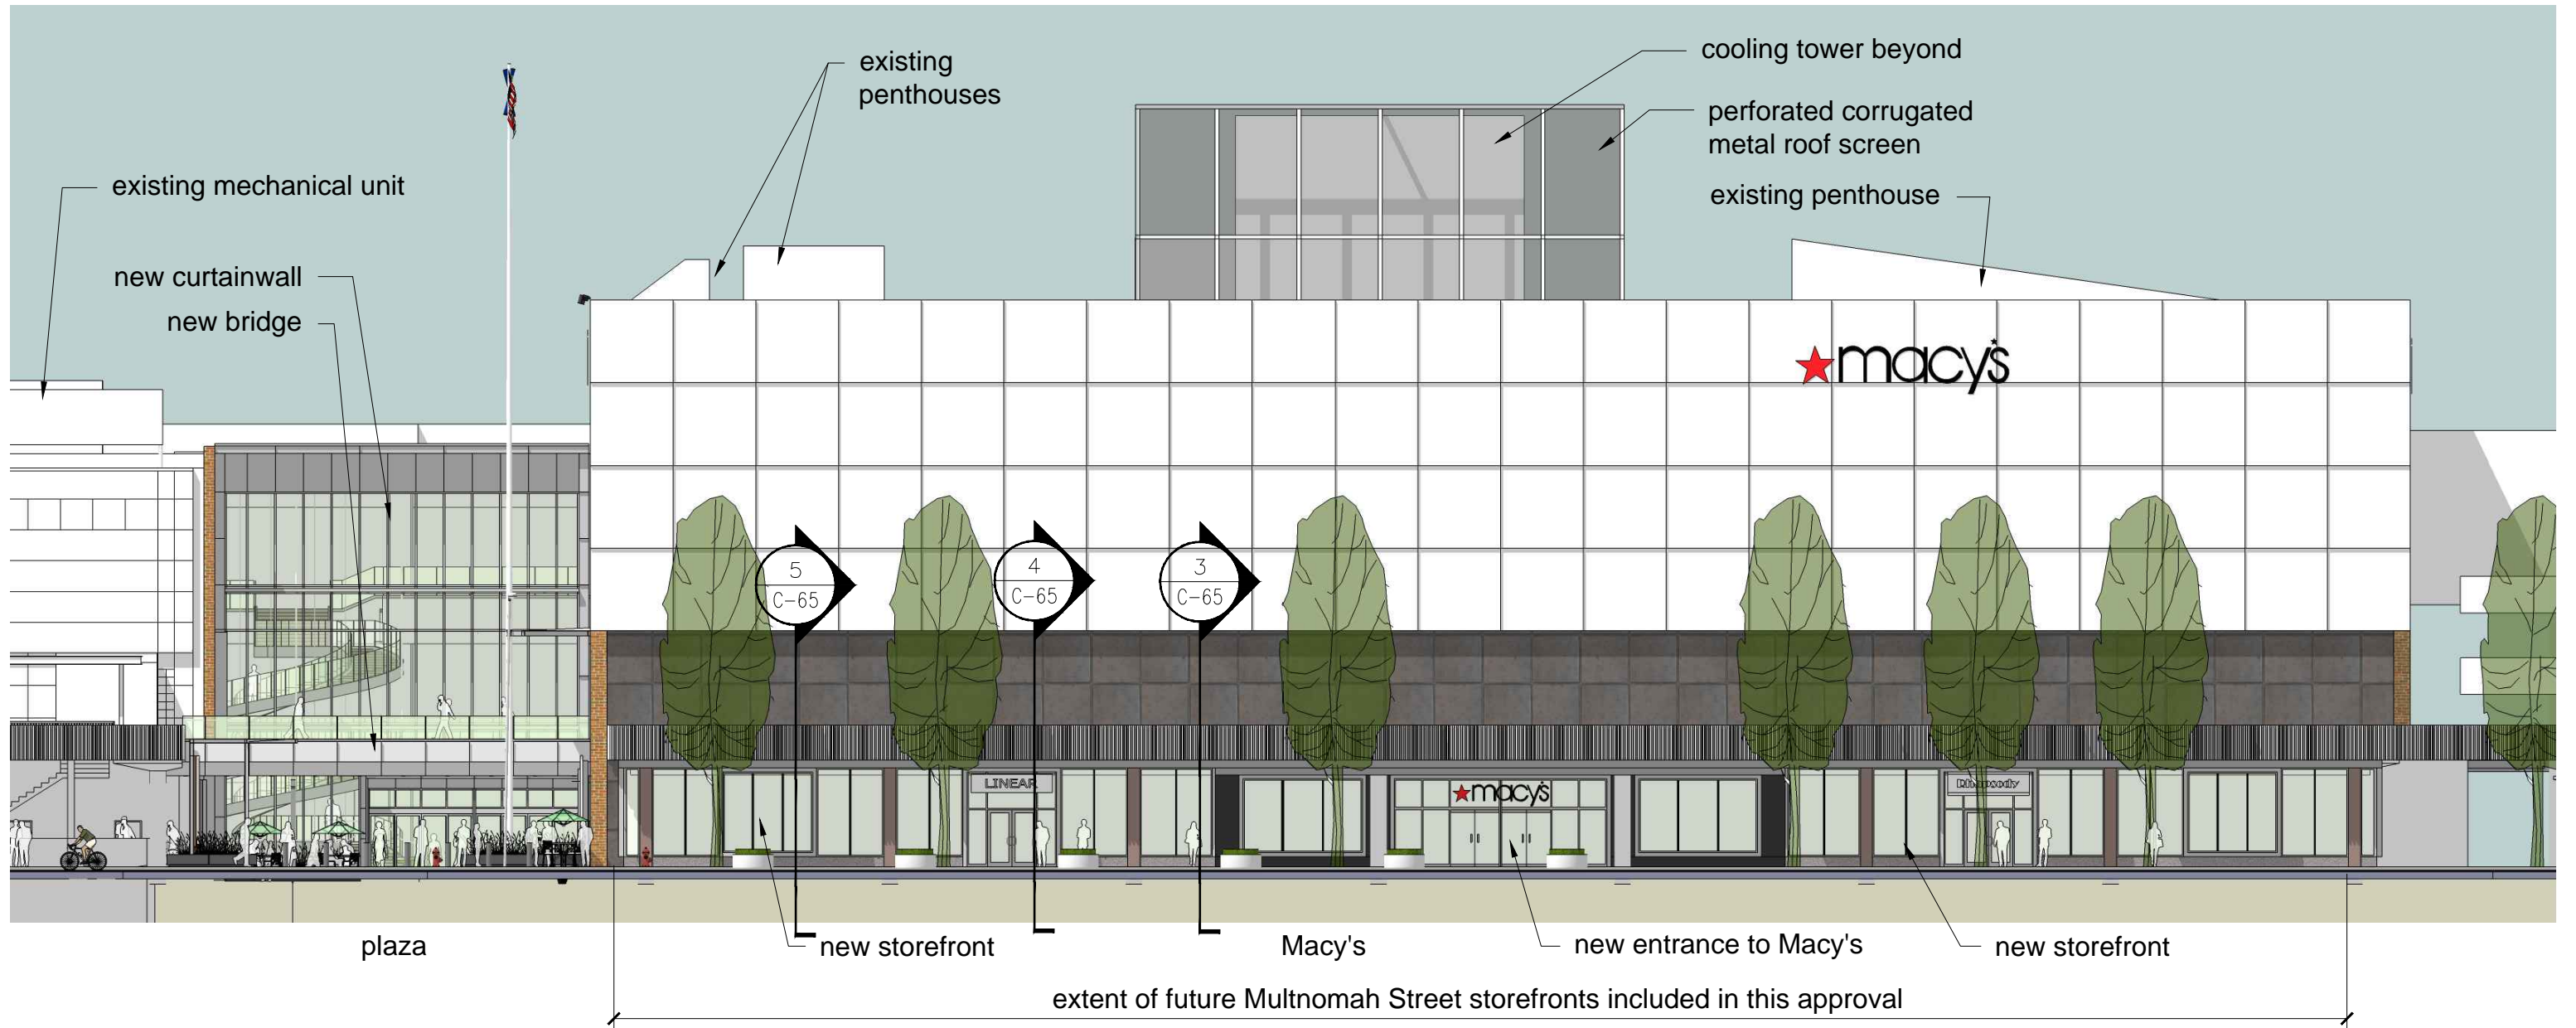 existing
penthouses
cooling tower beyond
perforated corrugated
metal roof screen
existing mechanical unit
existing penthouse
new curtainwall
new bridge
macy's
5
C-65
4
C-65
3
C-65
LINEAR
macy's
Rhapsody
plaza
new storefront
Macy's
new entrance to Macy's
new storefront
extent of future Multnomah Street storefronts included in this approval